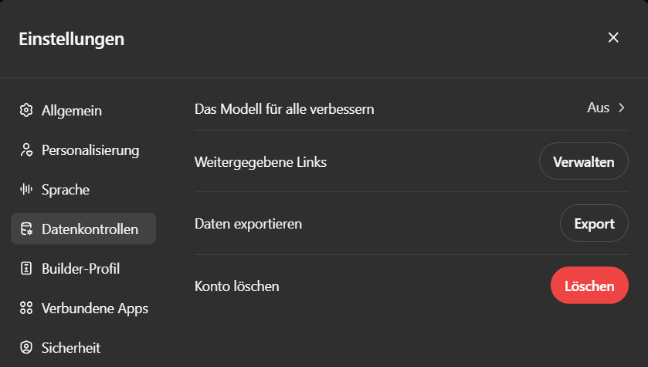 Einstellungen
Allgemein
Personalisierung
Sprache
Datenkontrollen
Builder-Profil
Verbundene Apps
Sicherheit
Das Modell für alle verbessern Aus
Weitergegebene Links Verwalten
Daten exportieren Export
Konto löschen Löschen